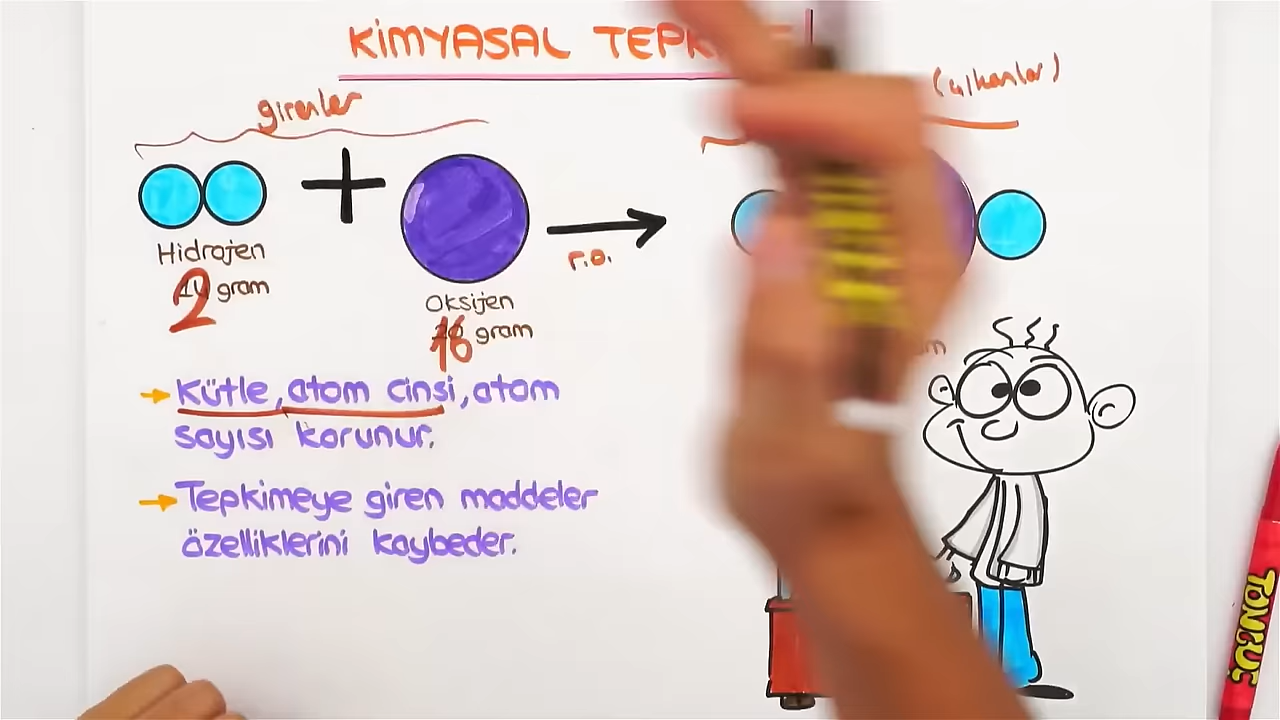 KİMYASAL
girenler
(çıkanlar)
Hidrojen
2 gram
r.o.
Oksijen
16 gram
→ Kütle, atom cinsi, atom
sayısı korunur.
→ Tepkimeye giren maddeler
özelliklerini kaybeder.
TONGUÇ